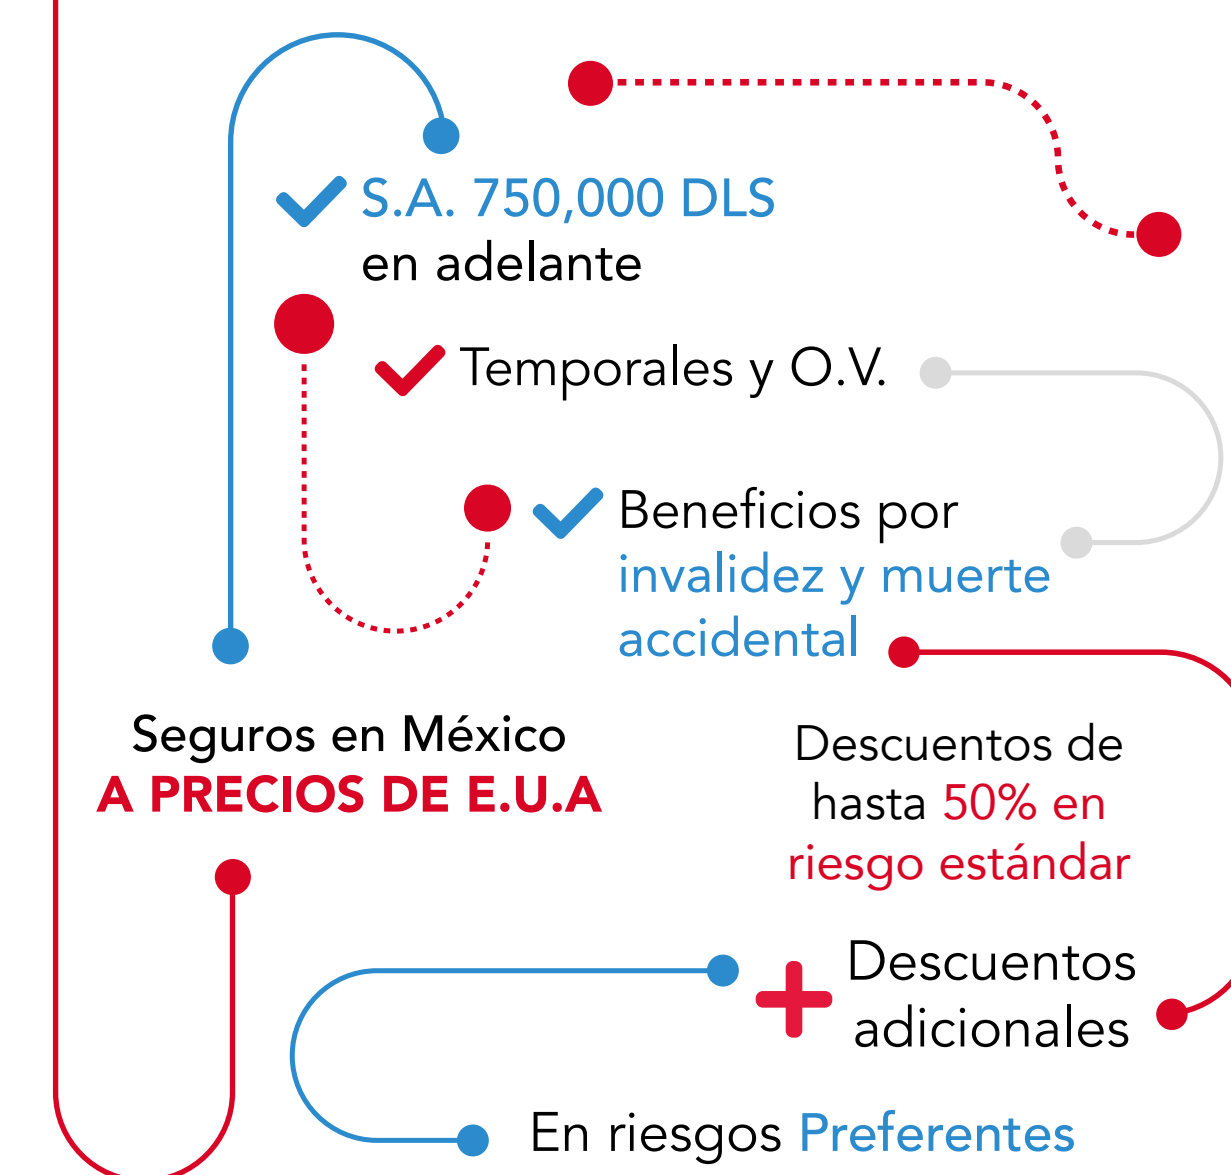 S.A. 750,000 DLS
en adelante
Temporales y O.V.
Beneficios por
invalidez y muerte
accidental
Seguros en México
A PRECIOS DE E.U.A
Descuentos de
hasta 50% en
riesgo estándar
Descuentos
adicionales
En riesgos Preferentes